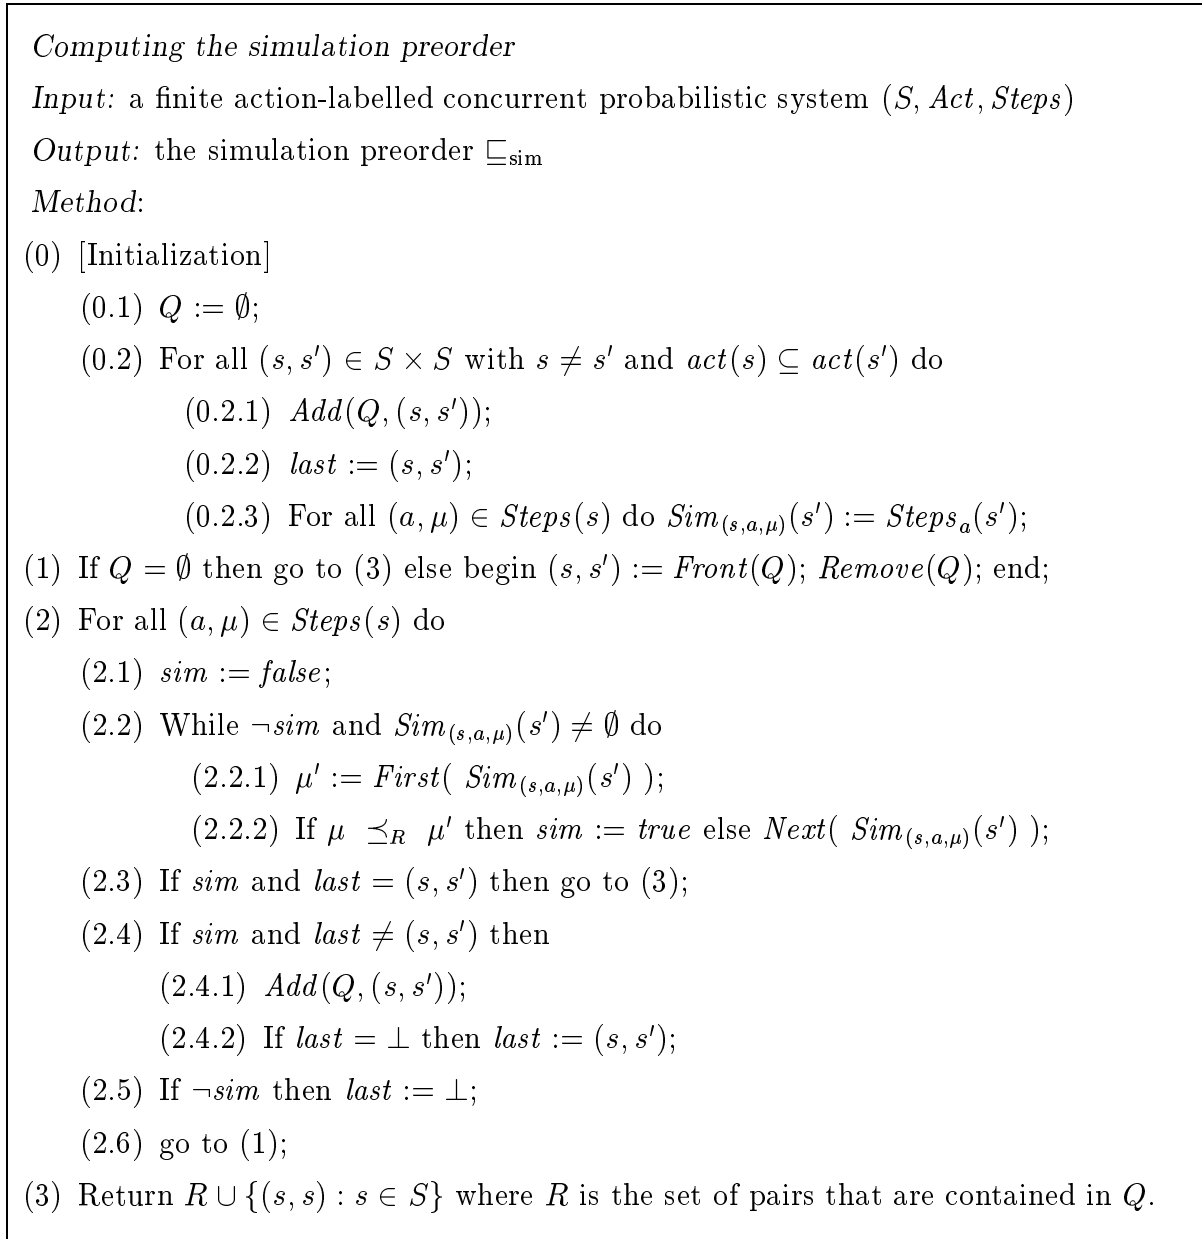 Computing the simulation preorder
Input: a finite action-labelled concurrent probabilistic system (S, Act, Steps)
Output: the simulation preorder ⊑_sim
Method:
(0) [Initialization]
(0.1) Q := ∅;
(0.2) For all (s, s′) ∈ S × S with s ≠ s′ and act(s) ⊆ act(s′) do
(0.2.1) Add(Q, (s, s′));
(0.2.2) last := (s, s′);
(0.2.3) For all (a, μ) ∈ Steps(s) do Sim_(s,a,μ)(s′) := Steps_a(s′);
(1) If Q = ∅ then go to (3) else begin (s, s′) := Front(Q); Remove(Q); end;
(2) For all (a, μ) ∈ Steps(s) do
(2.1) sim := false;
(2.2) While ¬sim and Sim_(s,a,μ)(s′) ≠ ∅ do
(2.2.1) μ′ := First( Sim_(s,a,μ)(s′) );
(2.2.2) If μ ⪯_R μ′ then sim := true else Next( Sim_(s,a,μ)(s′) );
(2.3) If sim and last = (s, s′) then go to (3);
(2.4) If sim and last ≠ (s, s′) then
(2.4.1) Add(Q, (s, s′));
(2.4.2) If last = ⊥ then last := (s, s′);
(2.5) If ¬sim then last := ⊥;
(2.6) go to (1);
(3) Return R ∪ {(s, s) : s ∈ S} where R is the set of pairs that are contained in Q.